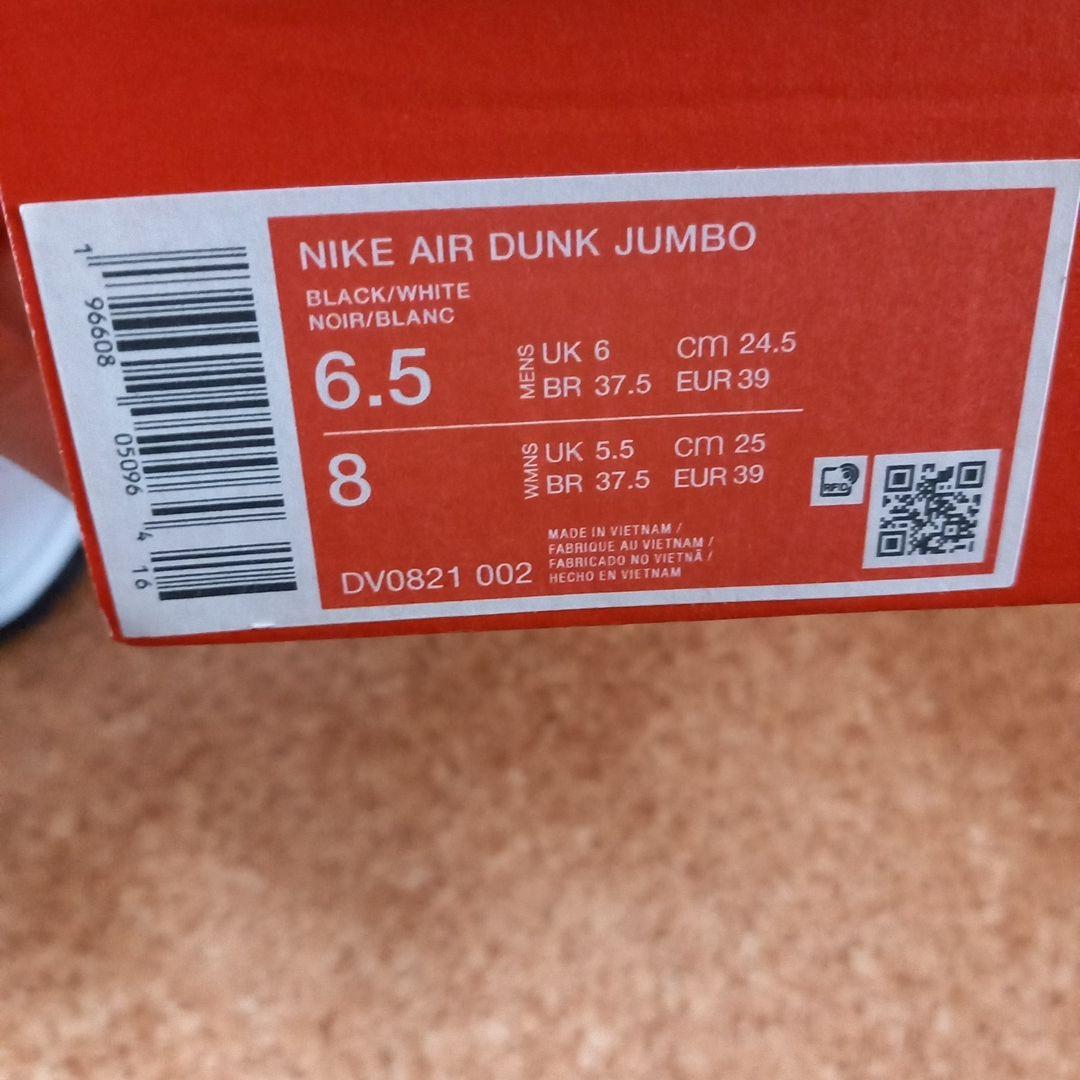 NIKE AIR DUNK JUMBO
BLACK/WHITE
NOIR/BLANC
6.5 MENS UK 6 CM 24.5
BR 37.5 EUR 39
8 WMNS UK 5.5 CM 25
BR 37.5 EUR 39
MADE IN VIETNAM /
FABRIQUE AU VIETNAM /
FABRICADO NO VIETNÃ /
HECHO EN VIETNAM
DV0821 002
RFID
1 96608 05096 4 16